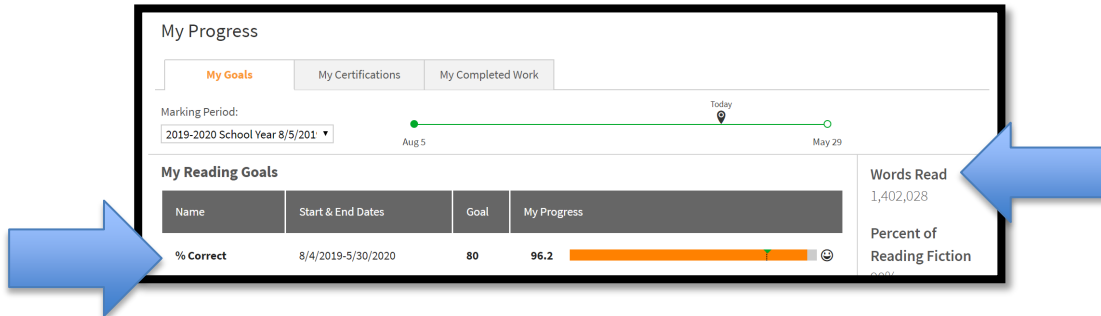 My Progress
My Goals
My Certifications
My Completed Work
Marking Period:
2019-2020 School Year 8/5/201
Today
Aug 5
May 29
My Reading Goals
Name
Start & End Dates
Goal
My Progress
% Correct
8/4/2019-5/30/2020
80
96.2
Words Read
1,402,028
Percent of
Reading Fiction